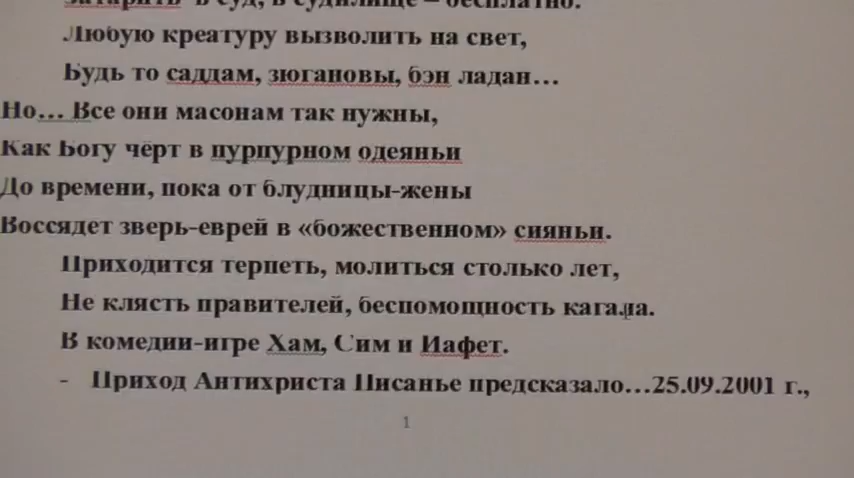 затарить в суд, в судилище – бесплатно.
Любую креатуру вызволить на свет,
Будь то саддам, зюгановы, бэн ладан…
Но… Все они масонам так нужны,
Как Богу чёрт в пурпурном одеяньи
До времени, пока от блудницы-жены
Воссядет зверь-еврей в «божественном» сияньи.
Приходится терпеть, молиться столько лет,
Не клясть правителей, беспомощность кагала.
В комедии-игре Хам, Сим и Иафет.
- Приход Антихриста Писанье предсказало…25.09.2001 г.,
1